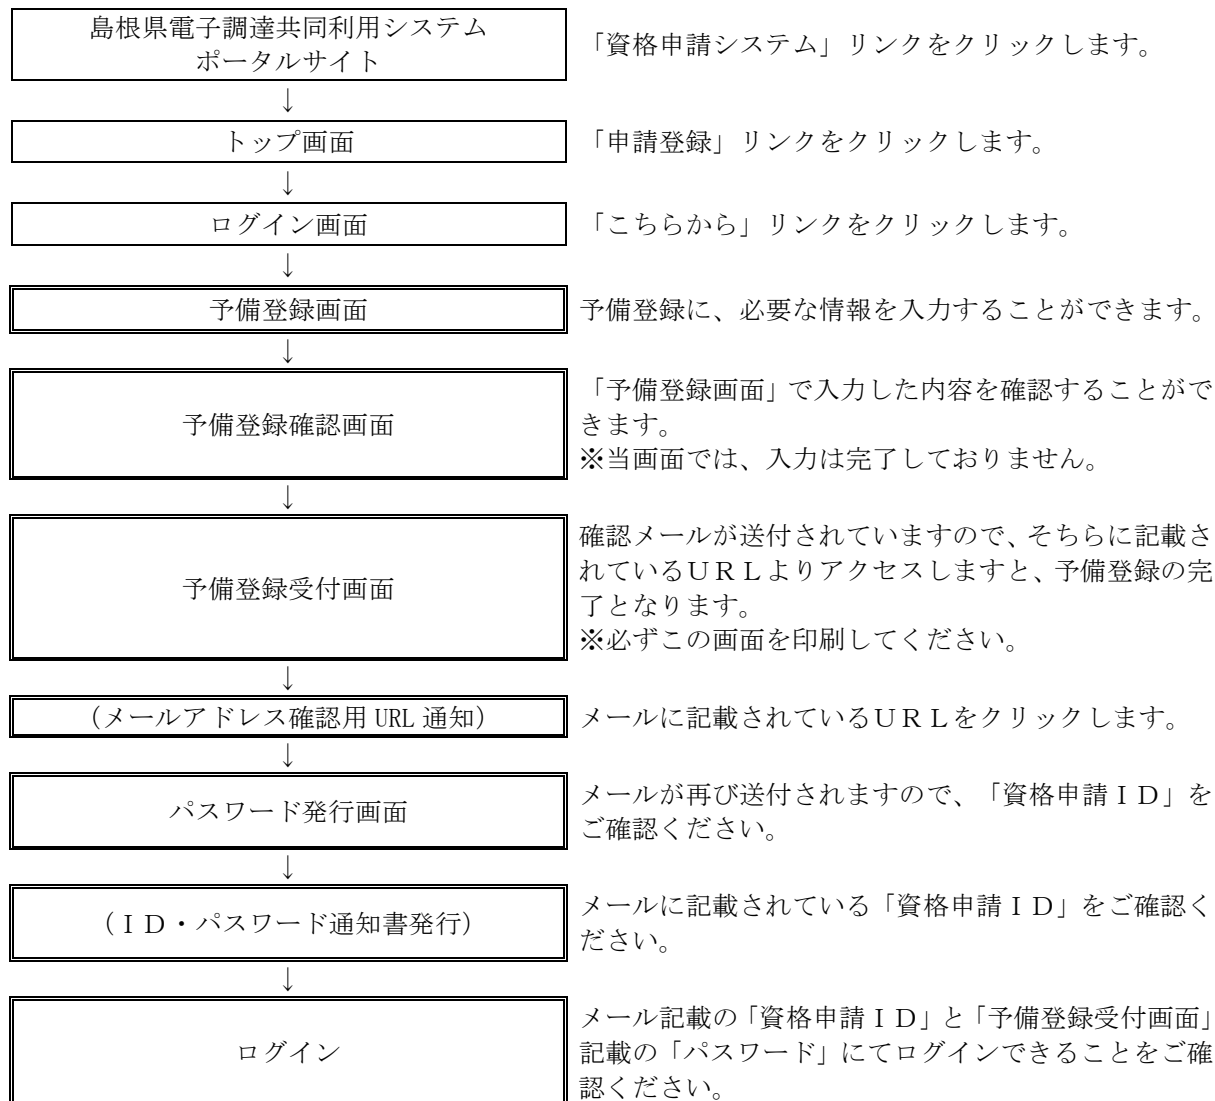 島根県電子調達共同利用システム
ポータルサイト
「資格申請システム」リンクをクリックします。
↓
トップ画面
「申請登録」リンクをクリックします。
↓
ログイン画面
「こちらから」リンクをクリックします。
↓
予備登録画面
予備登録に、必要な情報を入力することができます。
↓
予備登録確認画面
「予備登録画面」で入力した内容を確認することがで
きます。
※当画面では、入力は完了しておりません。
↓
予備登録受付画面
確認メールが送付されていますので、そちらに記載さ
れているＵＲＬよりアクセスしますと、予備登録の完
了となります。
※必ずこの画面を印刷してください。
↓
（メールアドレス確認用 URL 通知）
メールに記載されているＵＲＬをクリックします。
↓
パスワード発行画面
メールが再び送付されますので、「資格申請ＩＤ」を
ご確認ください。
↓
（ＩＤ・パスワード通知書発行）
メールに記載されている「資格申請ＩＤ」をご確認く
ださい。
↓
ログイン
メール記載の「資格申請ＩＤ」と「予備登録受付画面」
記載の「パスワード」にてログインできることをご確
認ください。